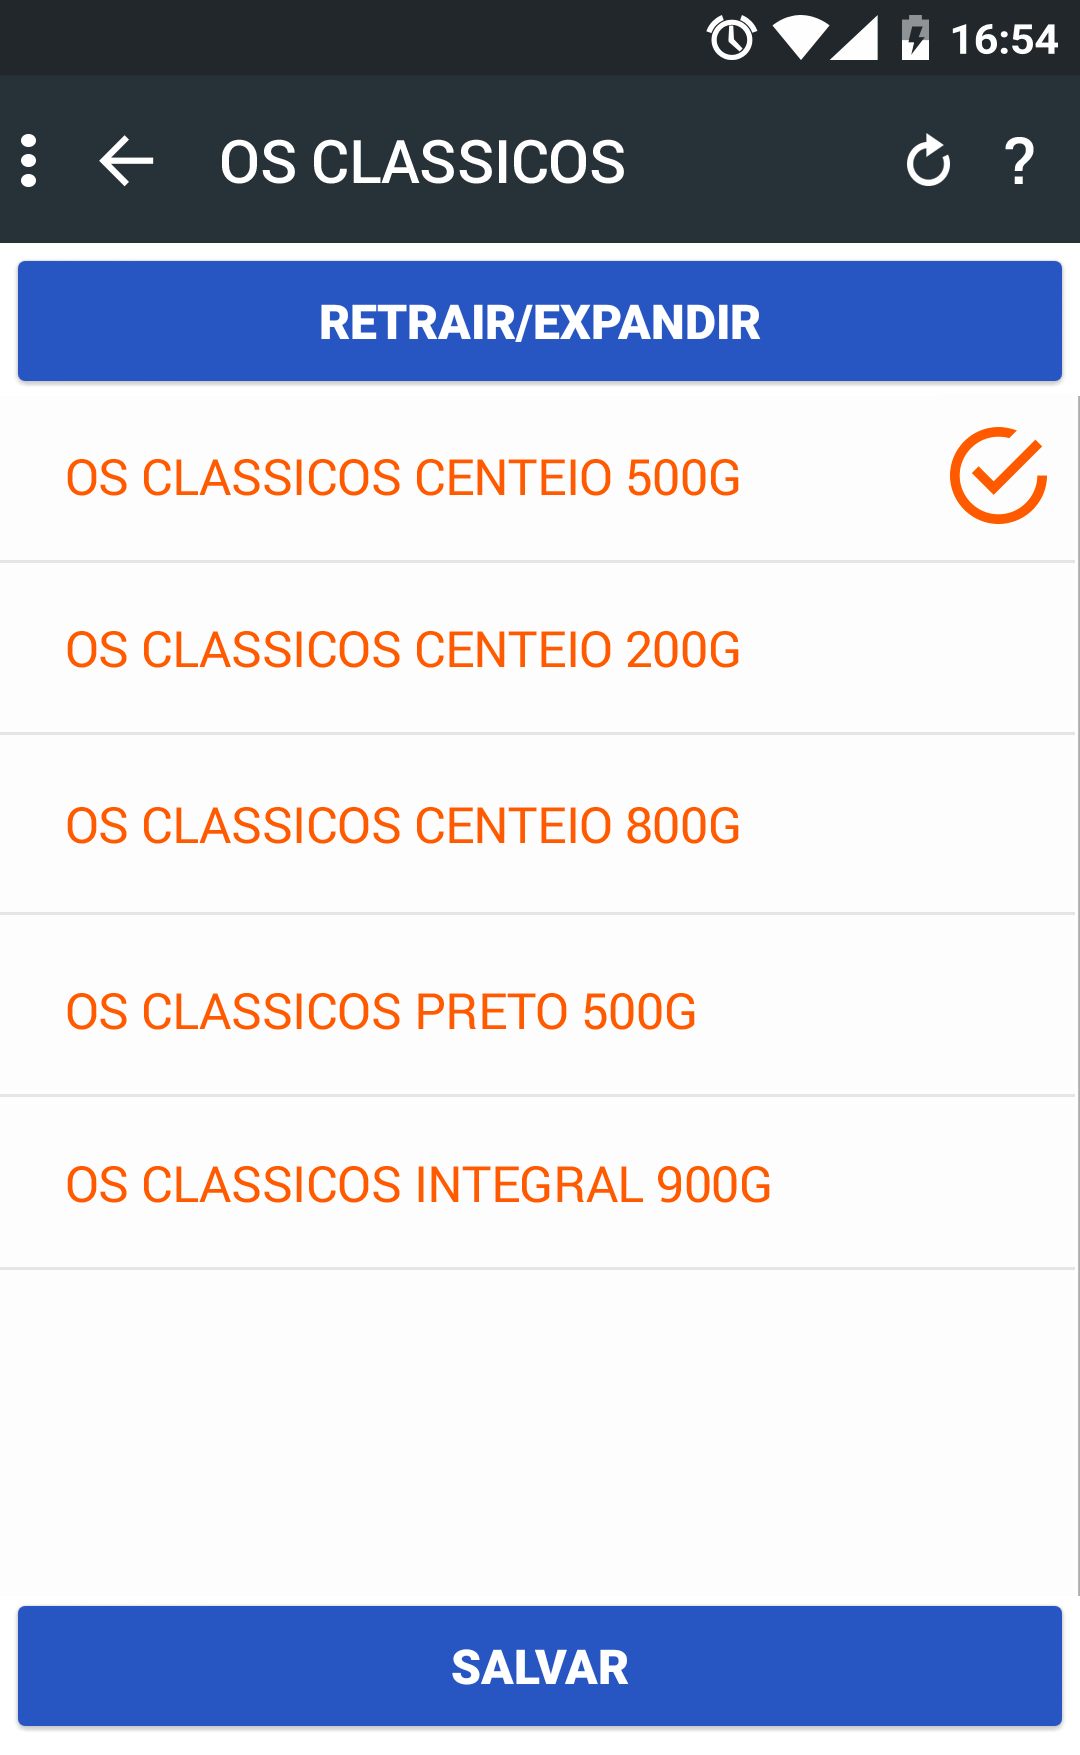 16:54
OS CLASSICOS
?
RETRAIR/EXPANDIR
OS CLASSICOS CENTEIO 500G
OS CLASSICOS CENTEIO 200G
OS CLASSICOS CENTEIO 800G
OS CLASSICOS PRETO 500G
OS CLASSICOS INTEGRAL 900G
SALVAR